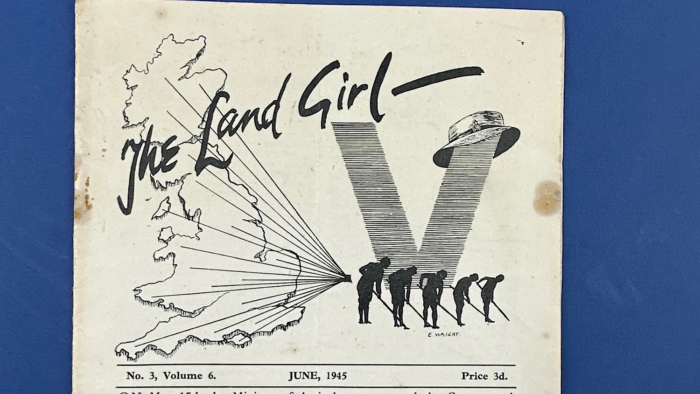 The Land Girl—
V
E. WRIGHT.
No. 3, Volume 6. JUNE, 1945 Price 3d.